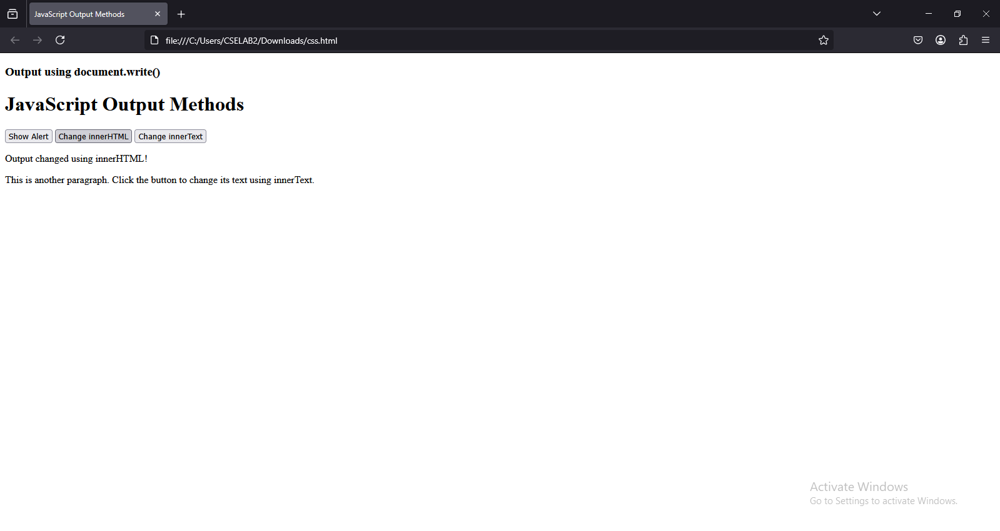 JavaScript Output Methods
file:///C:/Users/CSELAB2/Downloads/css.html
Output using document.write()
JavaScript Output Methods
Show Alert Change innerHTML Change innerText
Output changed using innerHTML!
This is another paragraph. Click the button to change its text using innerText.
Activate Windows
Go to Settings to activate Windows.